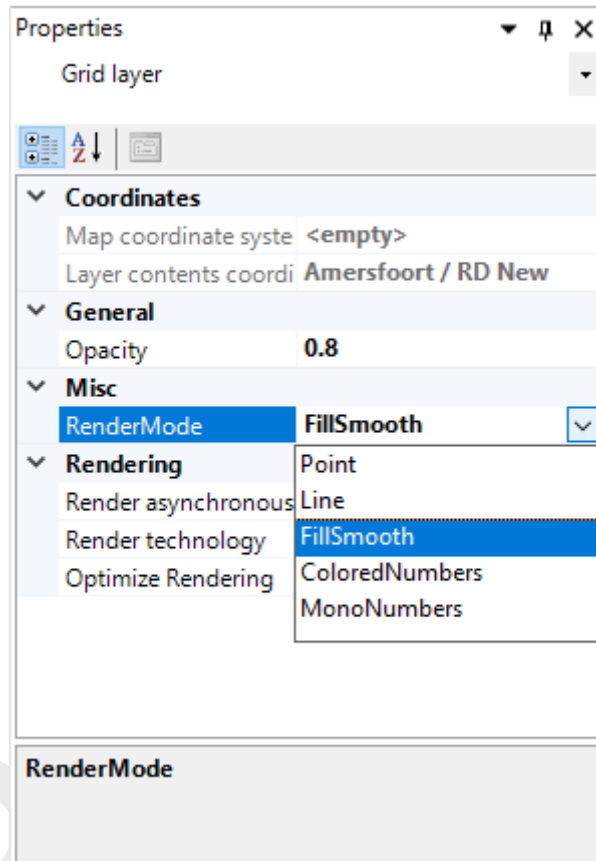 Properties
Grid layer
A
Z
Coordinates
Map coordinate syste <empty>
Layer contents coordi Amersfoort / RD New
General
Opacity 0.8
Misc
RenderMode FillSmooth
Rendering Point
Render asynchronous Line
Render technology FillSmooth
Optimize Rendering ColoredNumbers
MonoNumbers
RenderMode